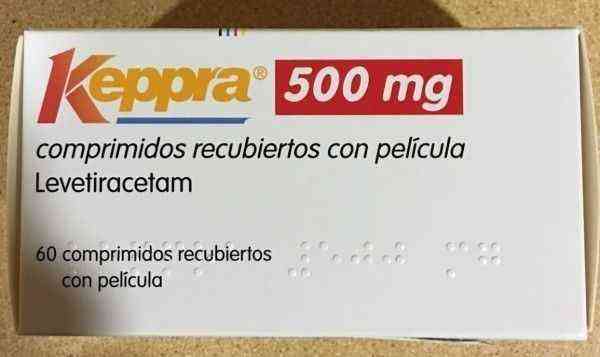 Keppra® 500 mg
comprimidos recubiertos con película
Levetiracetam
60 comprimidos recubiertos
con película